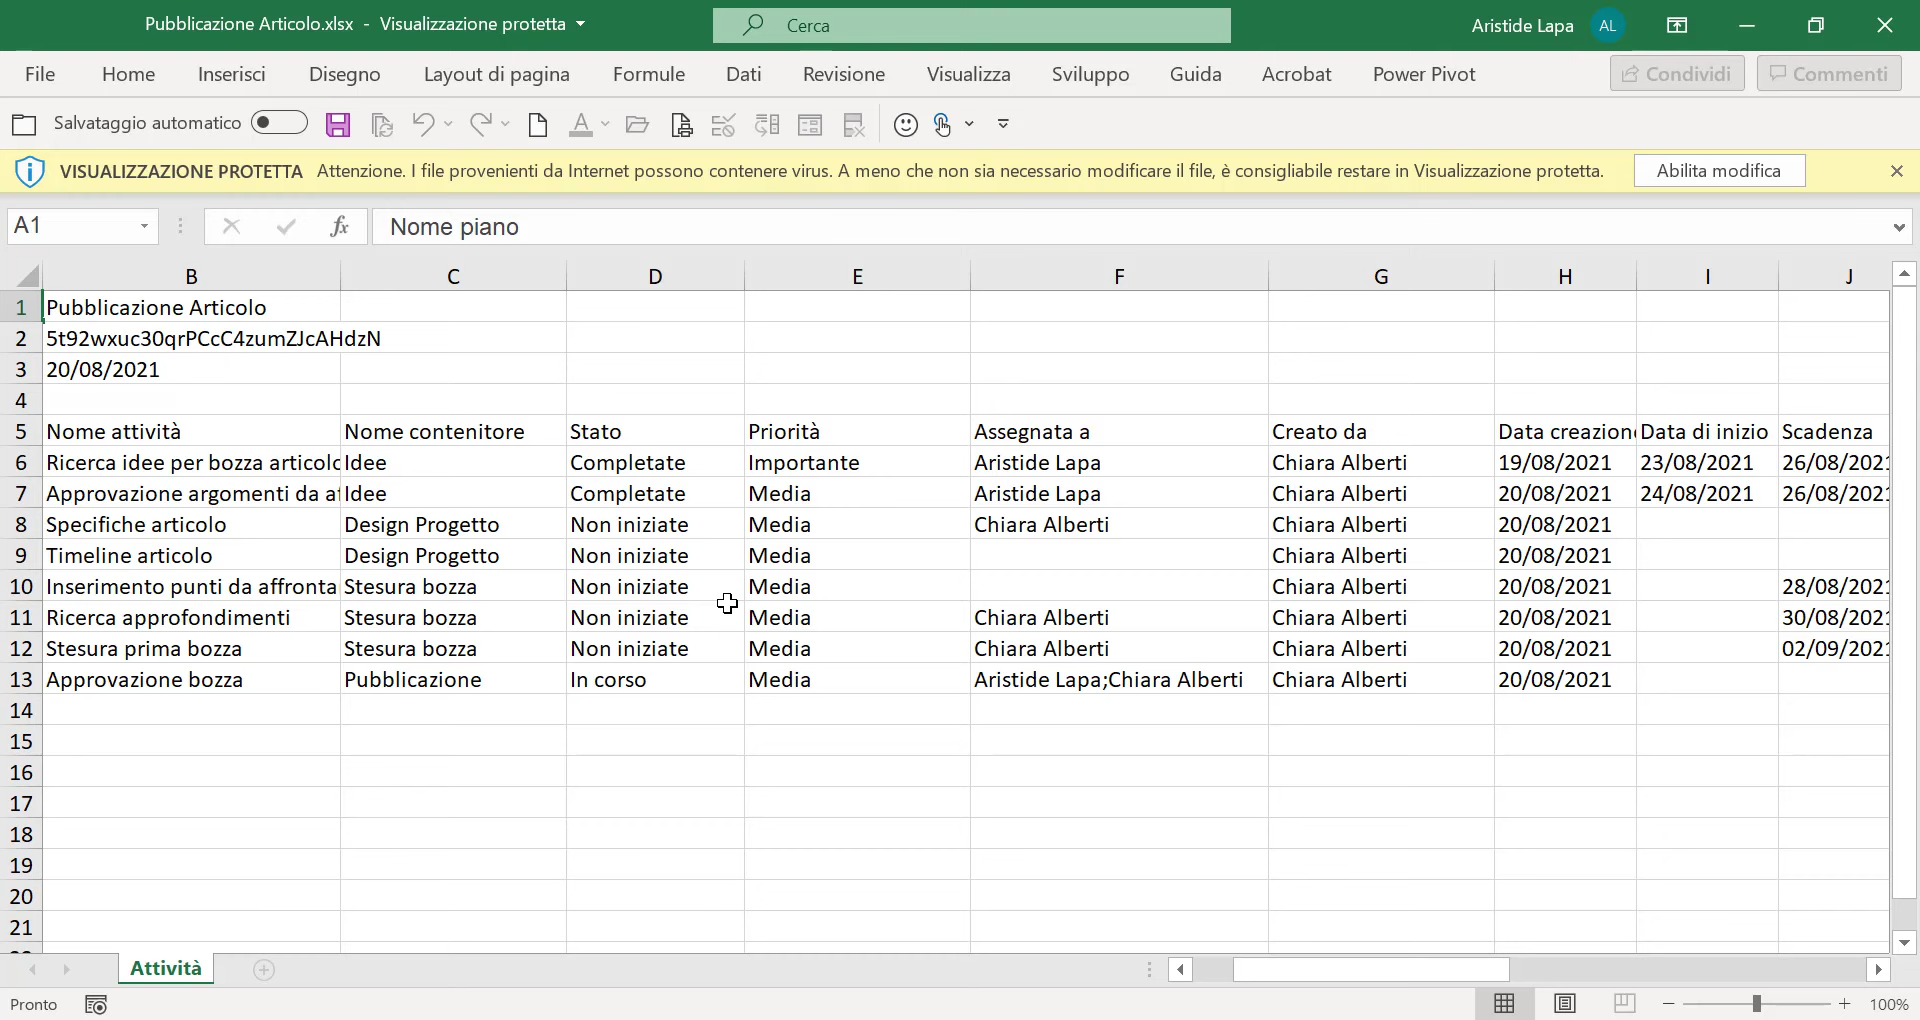 Pubblicazione Articolo.xlsx - Visualizzazione protetta
Cerca
Aristide Lapa AL
File Home Inserisci Disegno Layout di pagina Formule Dati Revisione Visualizza Sviluppo Guida Acrobat Power Pivot Condividi Commenti
Salvataggio automatico
VISUALIZZAZIONE PROTETTA Attenzione. I file provenienti da Internet possono contenere virus. A meno che non sia necessario modificare il file, è consigliabile restare in Visualizzazione protetta. Abilita modifica
A1 fx Nome piano
B C D E F G H I J
1 Pubblicazione Articolo
2 5t92wxuc30qrPCcC4zumZJcAHdzN
3 20/08/2021
4
5 Nome attività Nome contenitore Stato Priorità Assegnata a Creato da Data creazione Data di inizio Scadenza
6 Ricerca idee per bozza articolo Idee Completate Importante Aristide Lapa Chiara Alberti 19/08/2021 23/08/2021 26/08/2021
7 Approvazione argomenti da Idee Completate Media Aristide Lapa Chiara Alberti 20/08/2021 24/08/2021 26/08/2021
8 Specifiche articolo Design Progetto Non iniziate Media Chiara Alberti Chiara Alberti 20/08/2021
9 Timeline articolo Design Progetto Non iniziate Media Chiara Alberti 20/08/2021
10 Inserimento punti da affronta Stesura bozza Non iniziate Media Chiara Alberti 20/08/2021 28/08/2021
11 Ricerca approfondimenti Stesura bozza Non iniziate Media Chiara Alberti Chiara Alberti 20/08/2021 30/08/2021
12 Stesura prima bozza Stesura bozza Non iniziate Media Chiara Alberti Chiara Alberti 20/08/2021 02/09/2021
13 Approvazione bozza Pubblicazione In corso Media Aristide Lapa;Chiara Alberti Chiara Alberti 20/08/2021
14
15
16
17
18
19
20
21
Attività
Pronto 100%